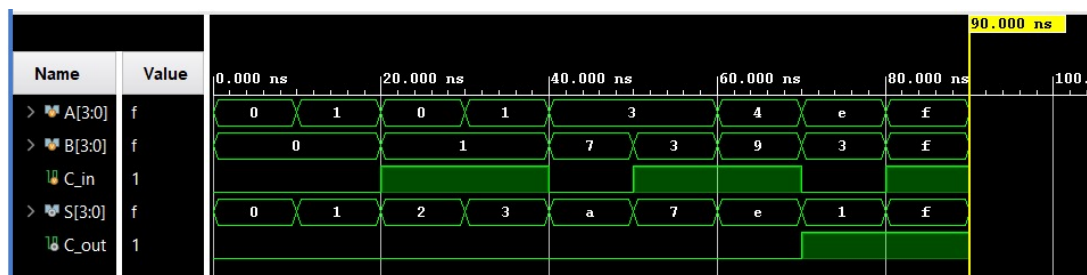 90.000 ns
Name Value 0.000 ns 20.000 ns 40.000 ns 60.000 ns 80.000 ns 100.
A[3:0] f 0 1 0 1 3 4 e f
B[3:0] f 0 1 7 3 9 3 f
C_in 1
S[3:0] f 0 1 2 3 a 7 e 1 f
C_out 1